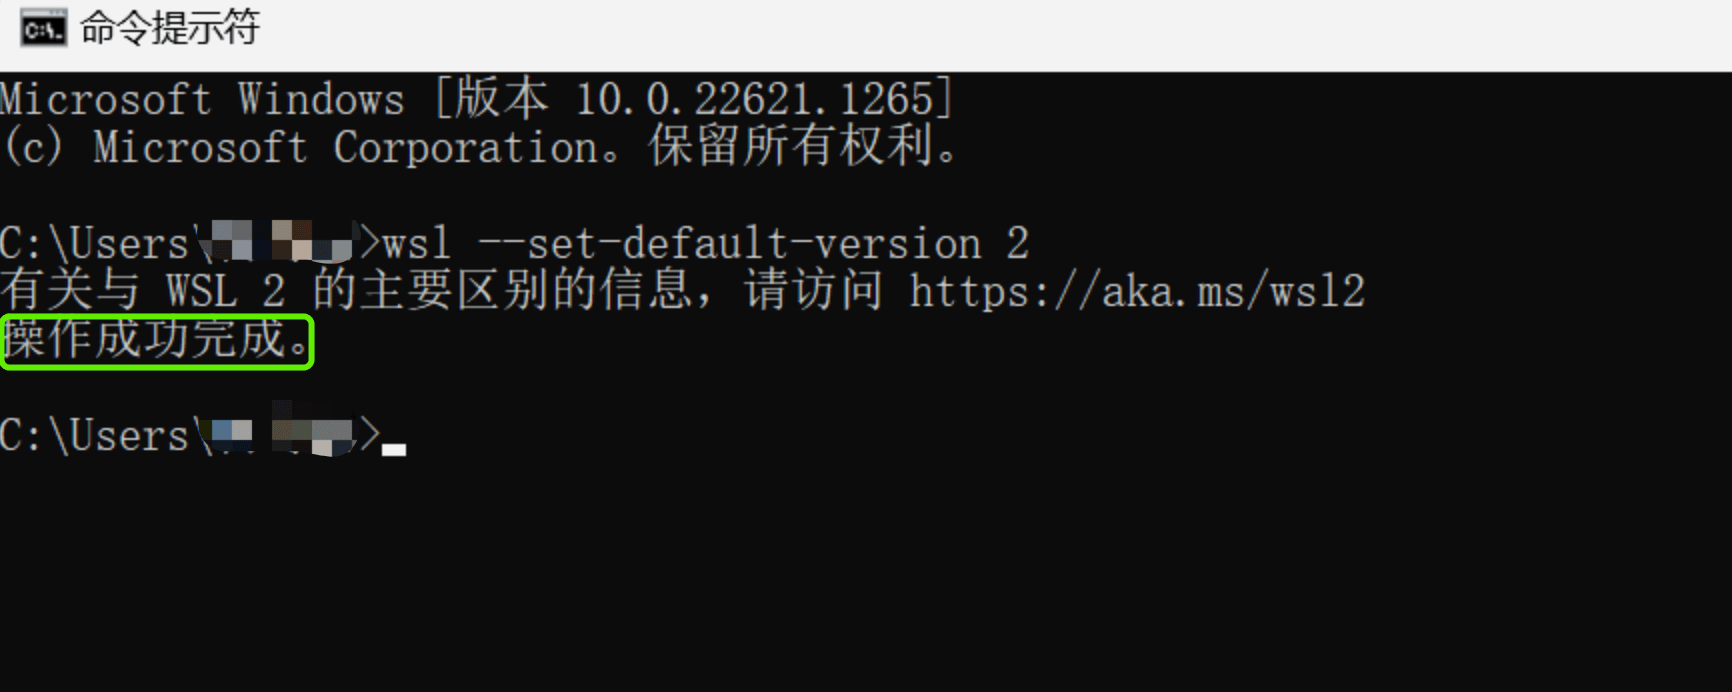 命令提示符
Microsoft Windows [版本 10.0.22621.1265]
(c) Microsoft Corporation。保留所有权利。
C:\Users\>wsl --set-default-version 2
有关与 WSL 2 的主要区别的信息，请访问 https://aka.ms/wsl2
操作成功完成。
C:\Users\>